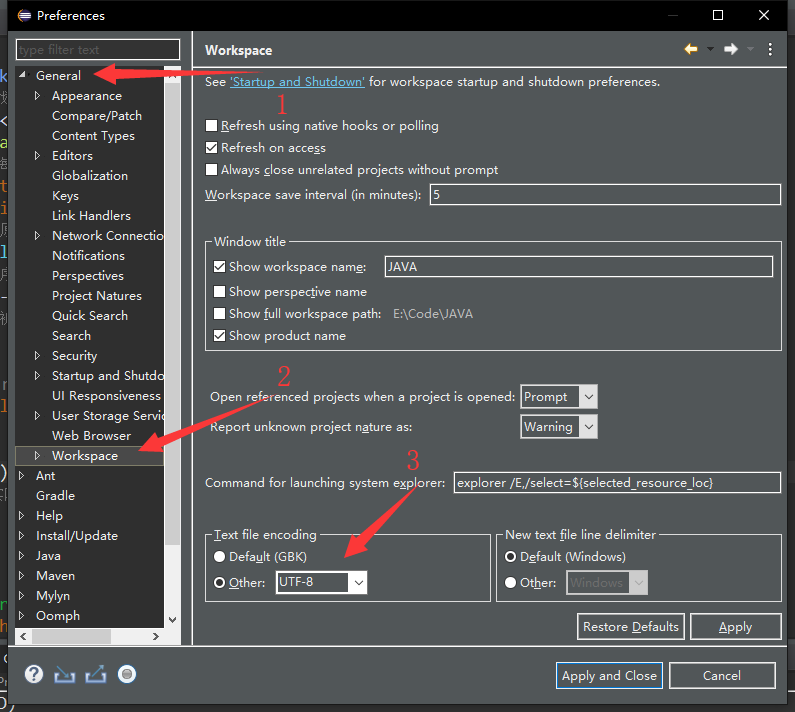 Preferences
type filter text
General
Appearance
Compare/Patch
Content Types
Editors
Globalization
Keys
Link Handlers
Network Connectio
Notifications
Perspectives
Project Natures
Quick Search
Search
Security
Startup and Shutdo
UI Responsiveness
User Storage Servic
Web Browser
Workspace
Ant
Gradle
Help
Install/Update
Java
Maven
Mylyn
Oomph
Workspace
See 'Startup and Shutdown' for workspace startup and shutdown preferences.
1
Refresh using native hooks or polling
Refresh on access
Always close unrelated projects without prompt
Workspace save interval (in minutes): 5
Window title
Show workspace name: JAVA
Show perspective name
Show full workspace path: E:\Code\JAVA
Show product name
2
Open referenced projects when a project is opened: Prompt
Report unknown project nature as: Warning
3
Command for launching system explorer: explorer /E,/select=${selected_resource_loc}
Text file encoding
Default (GBK)
Other: UTF-8
New text file line delimiter
Default (Windows)
Other: Windows
Restore Defaults
Apply
Apply and Close
Cancel